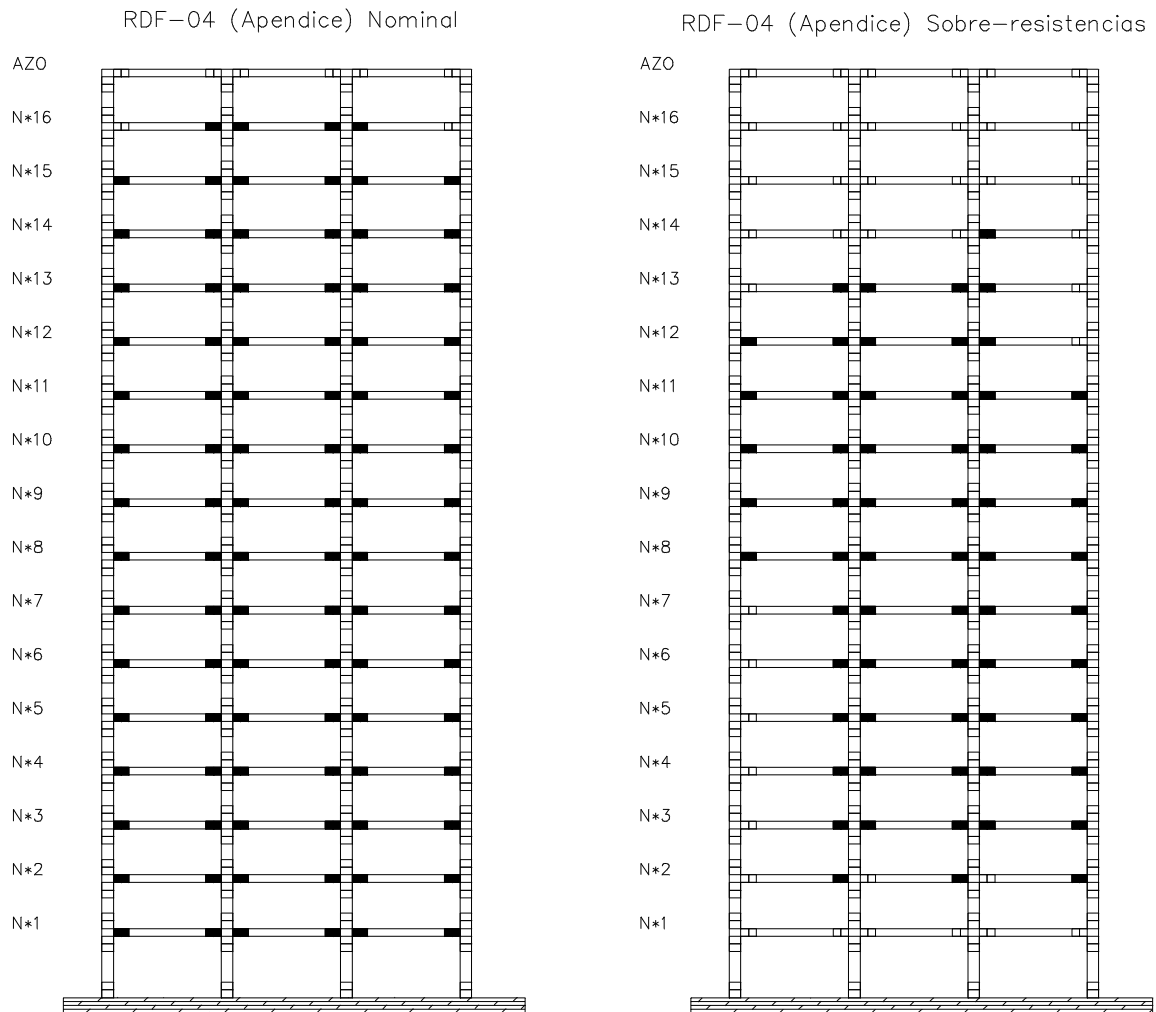 RDF-04 (Apendice) Nominal
AZO
N*16
N*15
N*14
N*13
N*12
N*11
N*10
N*9
N*8
N*7
N*6
N*5
N*4
N*3
N*2
N*1
RDF-04 (Apendice) Sobre-resistencias
AZO
N*16
N*15
N*14
N*13
N*12
N*11
N*10
N*9
N*8
N*7
N*6
N*5
N*4
N*3
N*2
N*1